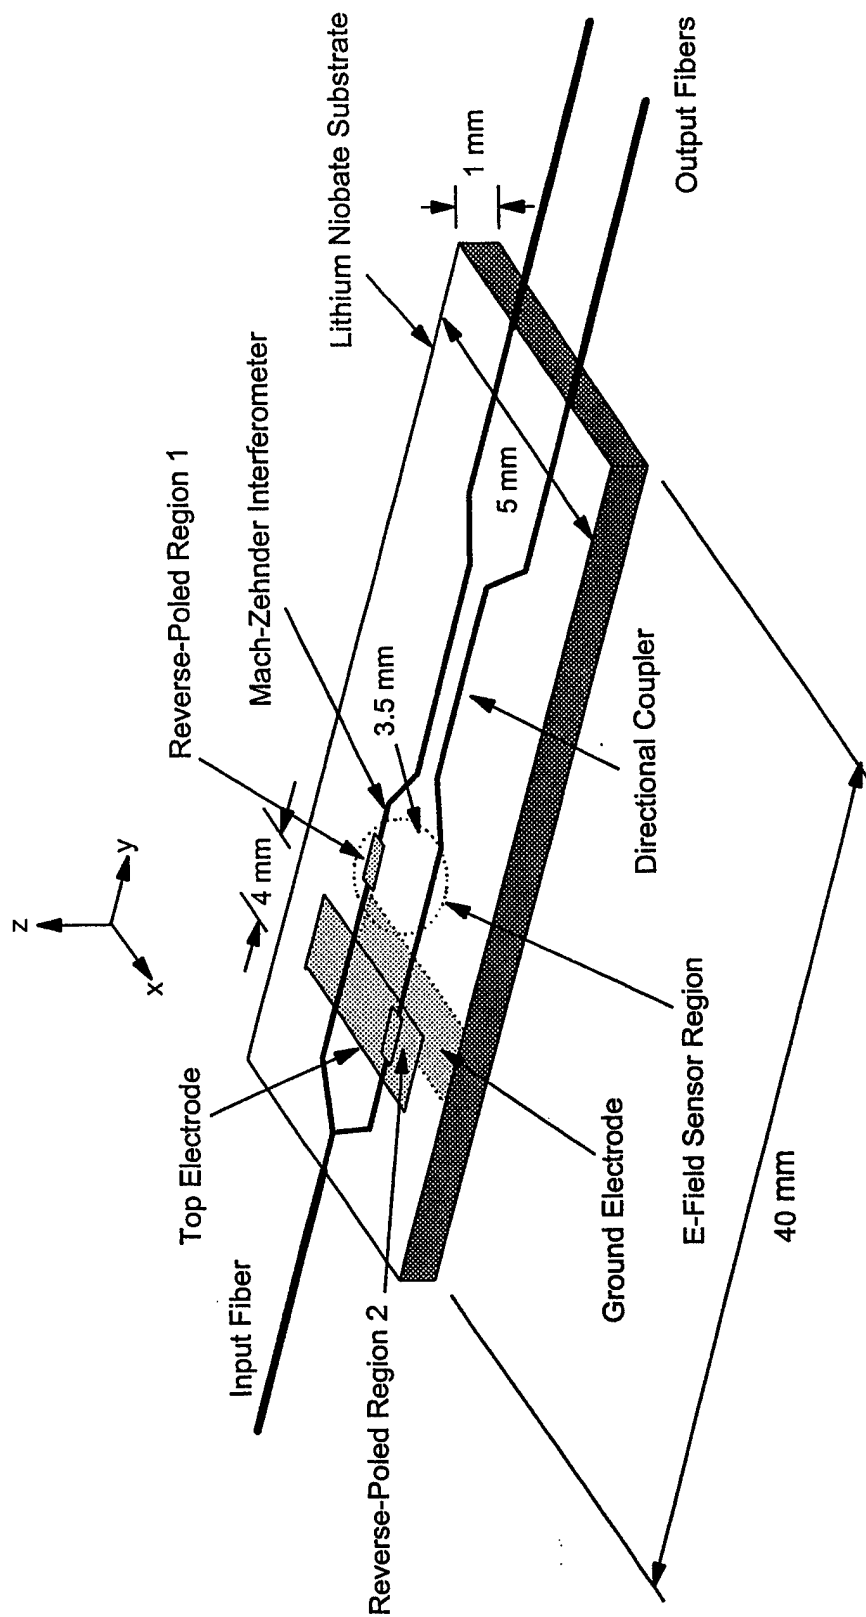 Input Fiber
Top Electrode
4 mm
z
y
x
Reverse-Poled Region 1
Mach-Zehnder Interferometer
Lithium Niobate Substrate
3.5 mm
5 mm
1 mm
Output Fibers
Reverse-Poled Region 2
Ground Electrode
E-Field Sensor Region
Directional Coupler
40 mm